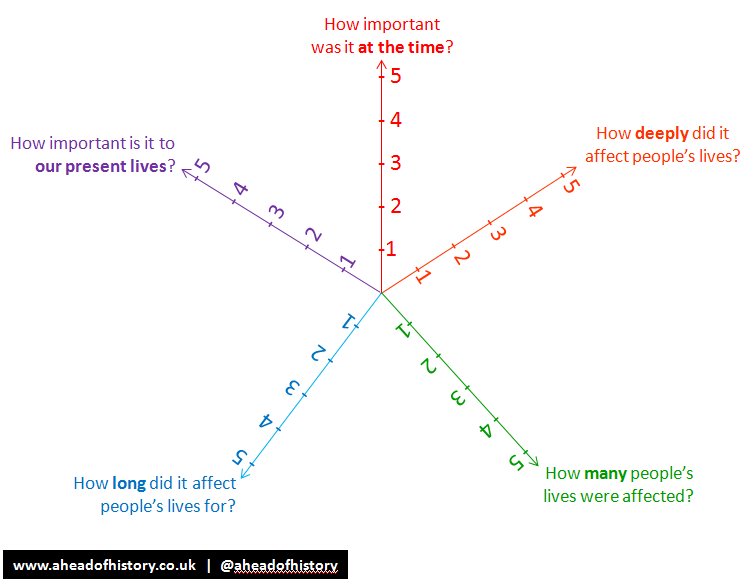 How important
was it at the time?
5
4
3
2
1
How deeply did it
affect people's lives?
5
4
3
2
1
How many people's
lives were affected?
1
2
3
4
5
How long did it affect
people's lives for?
1
2
3
4
5
How important is it to
our present lives?
5
4
3
2
1
www.aheadofhistory.co.uk | @aheadofhistory